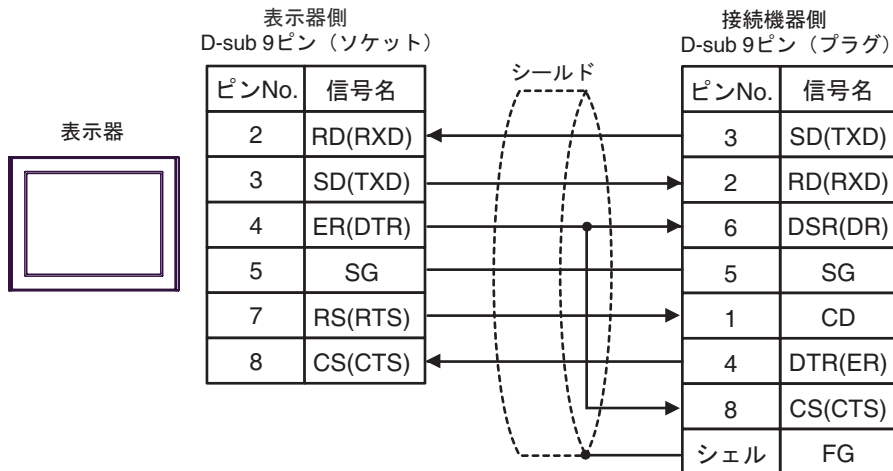 表示器側
D-sub 9ピン（ソケット）
接続機器側
D-sub 9ピン（プラグ）
表示器
シールド
ピンNo. 信号名
2 RD(RXD)
3 SD(TXD)
4 ER(DTR)
5 SG
7 RS(RTS)
8 CS(CTS)
ピンNo. 信号名
3 SD(TXD)
2 RD(RXD)
6 DSR(DR)
5 SG
1 CD
4 DTR(ER)
8 CS(CTS)
シェル FG